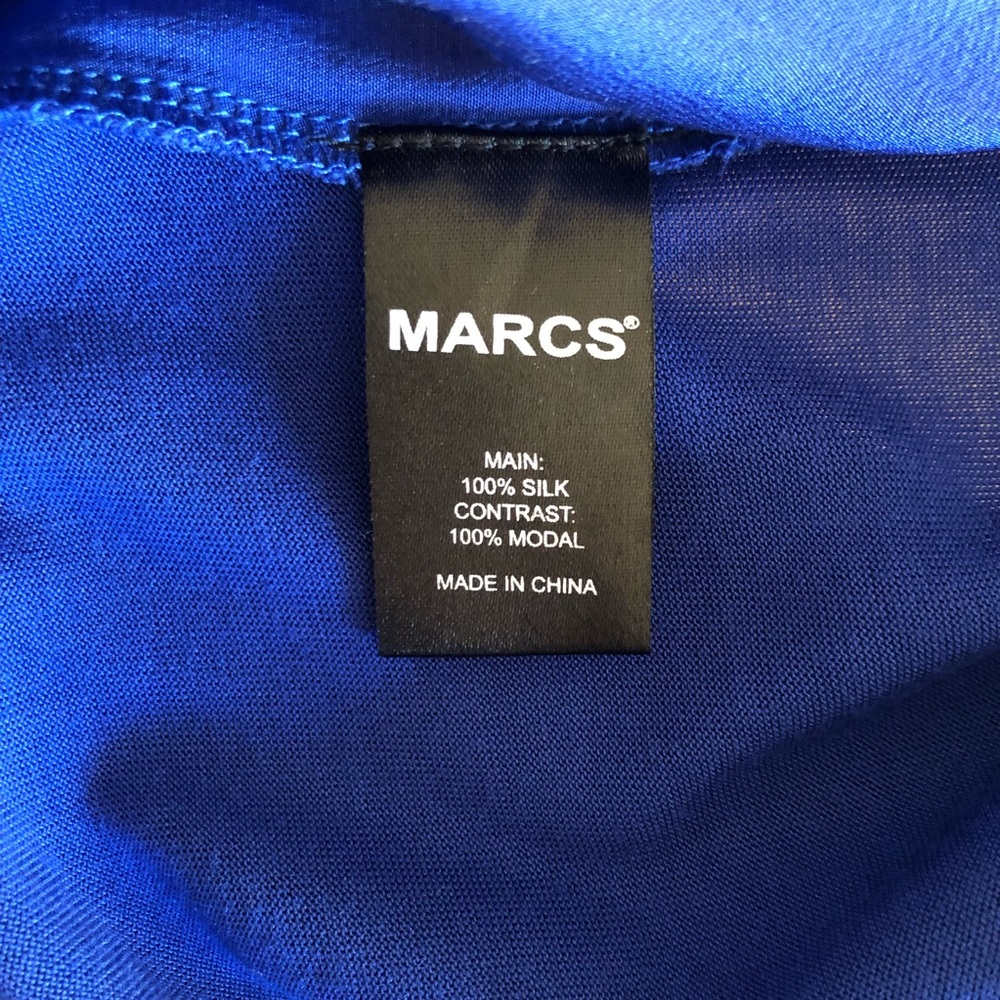 MARCS®
MAIN:
100% SILK
CONTRAST:
100% MODAL
MADE IN CHINA